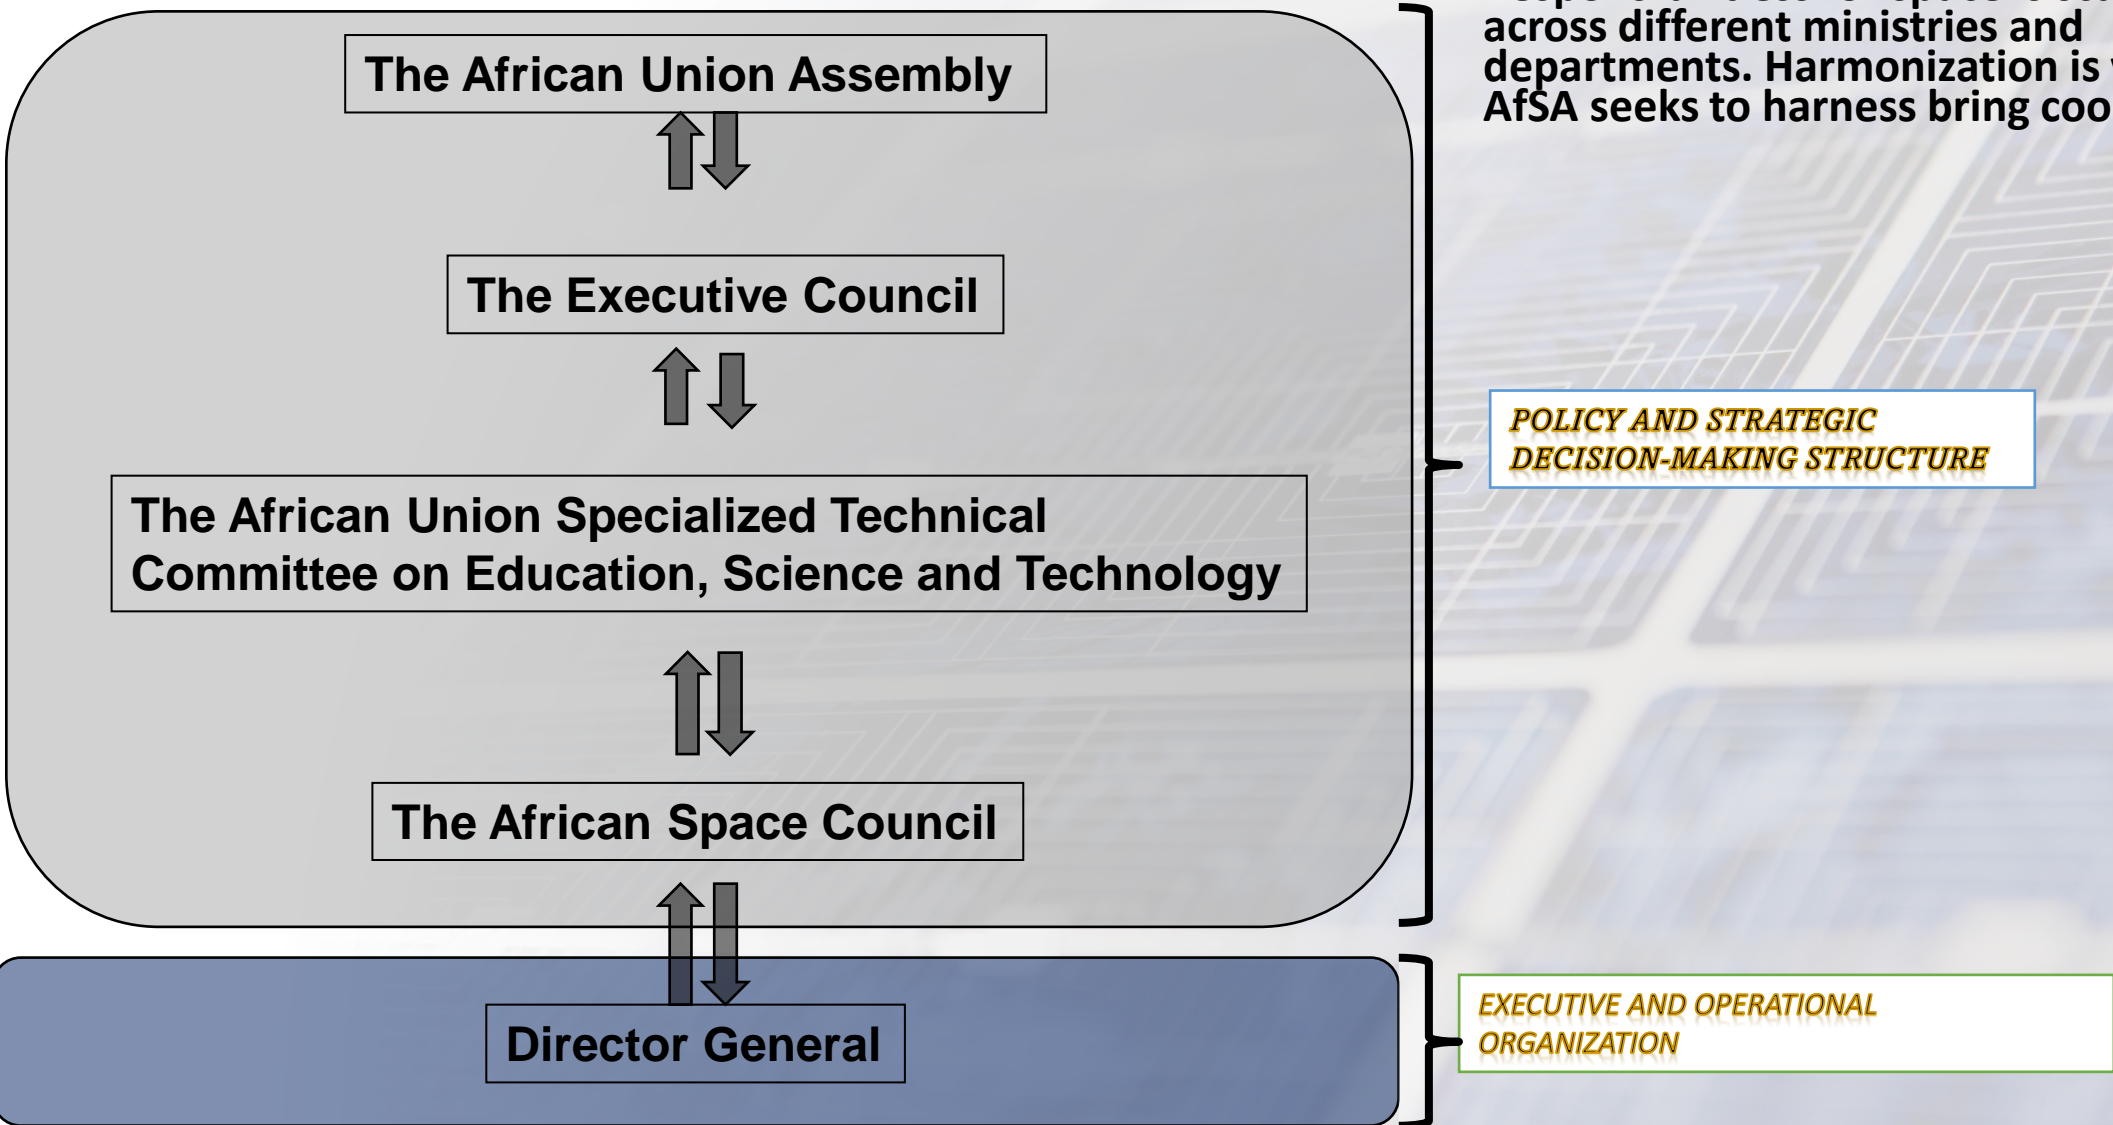 The African Union Assembly
The Executive Council
The African Union Specialized Technical
Committee on Education, Science and Technology
The African Space Council
Director General
across different ministries and
departments. Harmonization is
AfSA seeks to harness bring
POLICY AND STRATEGIC
DECISION-MAKING STRUCTURE
EXECUTIVE AND OPERATIONAL
ORGANIZATION